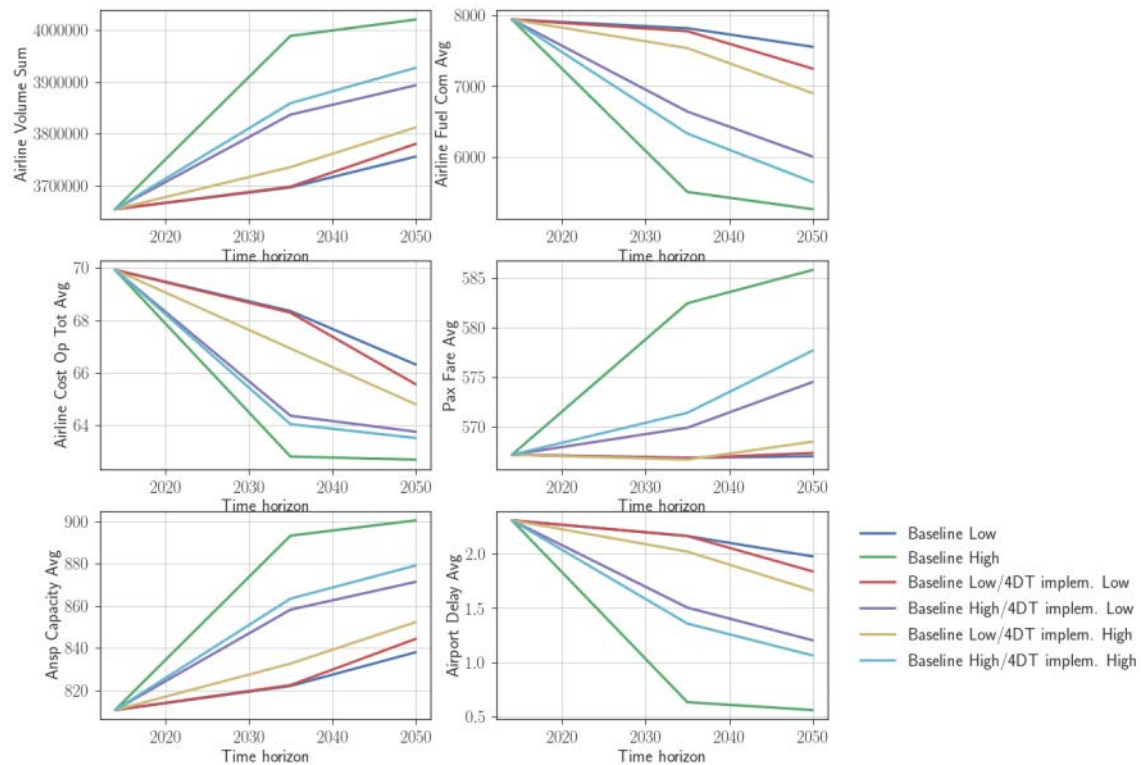 Airline Volume Sum
4000000
3900000
3800000
3700000
2020 2030 2040 2050
Time horizon
Airline Fuel Com Avg
8000
7000
6000
2020 2030 2040 2050
Time horizon
Airline Cost Op Tot Avg
70
68
66
64
2020 2030 2040 2050
Time horizon
Pax Fare Avg
585
580
575
570
2020 2030 2040 2050
Time horizon
Ansp Capacity Avg
900
880
860
840
820
2020 2030 2040 2050
Time horizon
Airport Delay Avg
2.0
1.5
1.0
0.5
2020 2030 2040 2050
Time horizon
Baseline Low
Baseline High
Baseline Low/4DT implem. Low
Baseline High/4DT implem. Low
Baseline Low/4DT implem. High
Baseline High/4DT implem. High